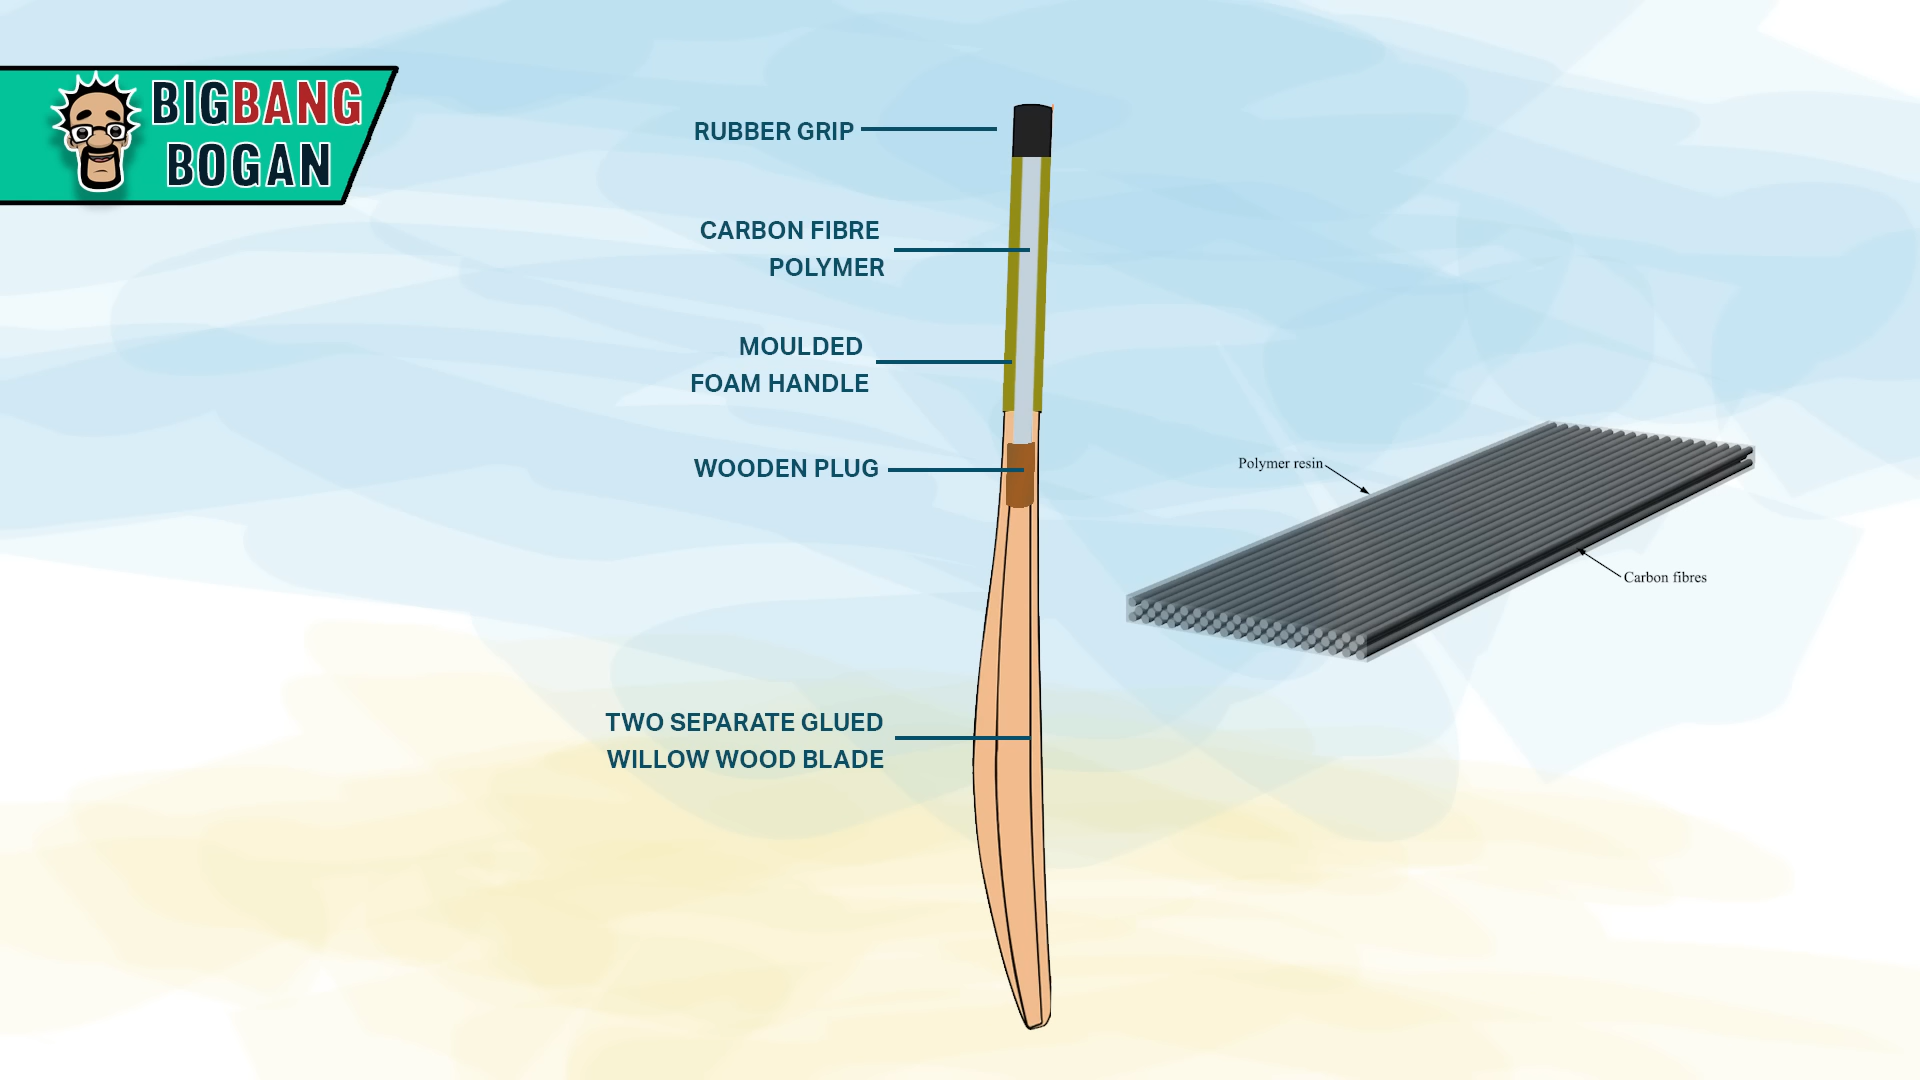 BIGBANG
BOGAN
RUBBER GRIP
CARBON FIBRE
POLYMER
MOULDED
FOAM HANDLE
WOODEN PLUG
TWO SEPARATE GLUED
WILLOW WOOD BLADE
Polymer resin
Carbon fibres